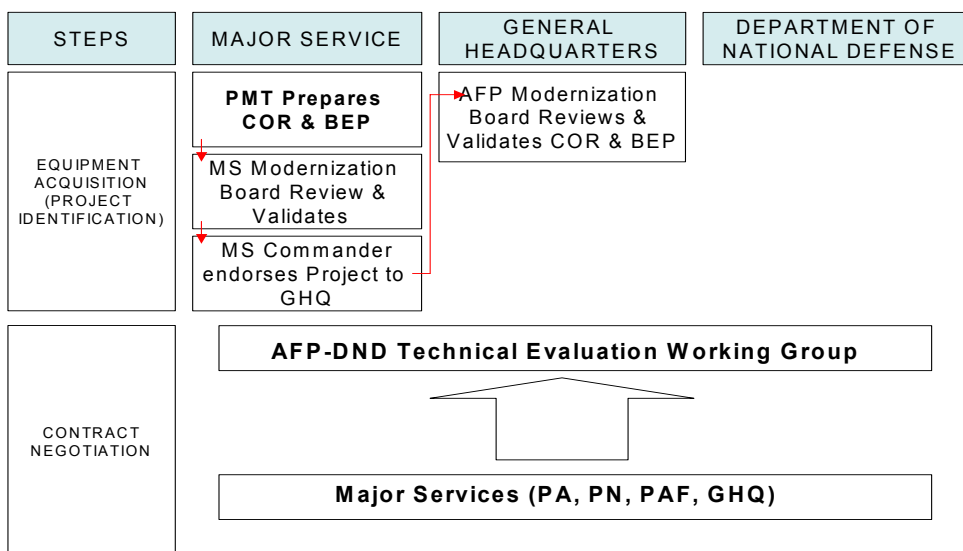 STEPS
MAJOR SERVICE
GENERAL
HEADQUARTERS
DEPARTMENT OF
NATIONAL DEFENSE
EQUIPMENT
ACQUISITION
(PROJECT
IDENTIFICATION)
PMT Prepares
COR & BEP
MS Modernization
Board Review &
Validates
MS Commander
endorses Project to
GHQ
AFP Modernization
Board Reviews &
Validates COR & BEP
CONTRACT
NEGOTIATION
AFP-DND Technical Evaluation Working Group
Major Services (PA, PN, PAF, GHQ)